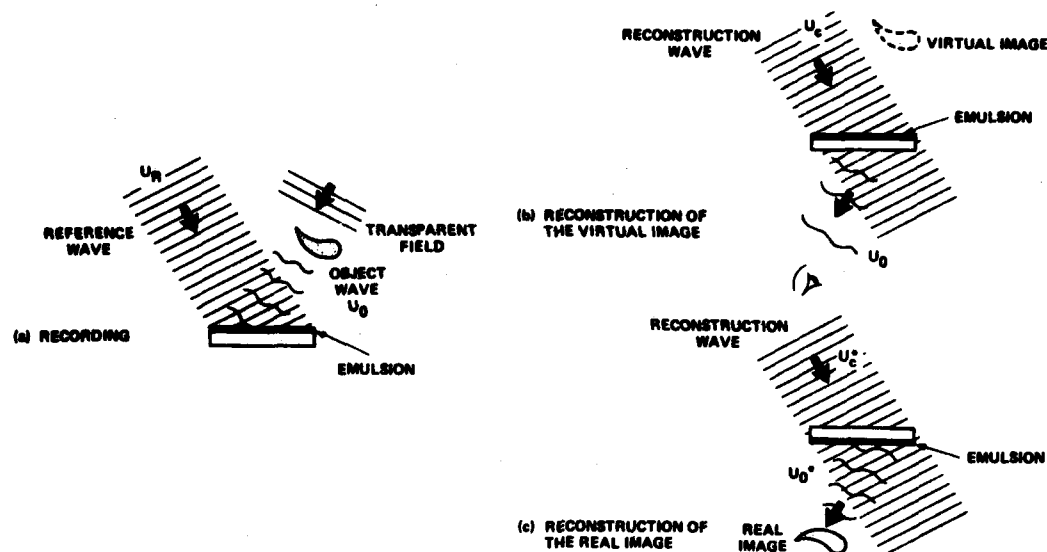 U_R
REFERENCE
WAVE
TRANSPARENT
FIELD
OBJECT
WAVE
U_0
(a) RECORDING
EMULSION
RECONSTRUCTION
WAVE
U_c
VIRTUAL IMAGE
EMULSION
(b) RECONSTRUCTION OF
THE VIRTUAL IMAGE
U_0
RECONSTRUCTION
WAVE
U_c*
EMULSION
U_0*
(c) RECONSTRUCTION OF
THE REAL IMAGE
REAL
IMAGE